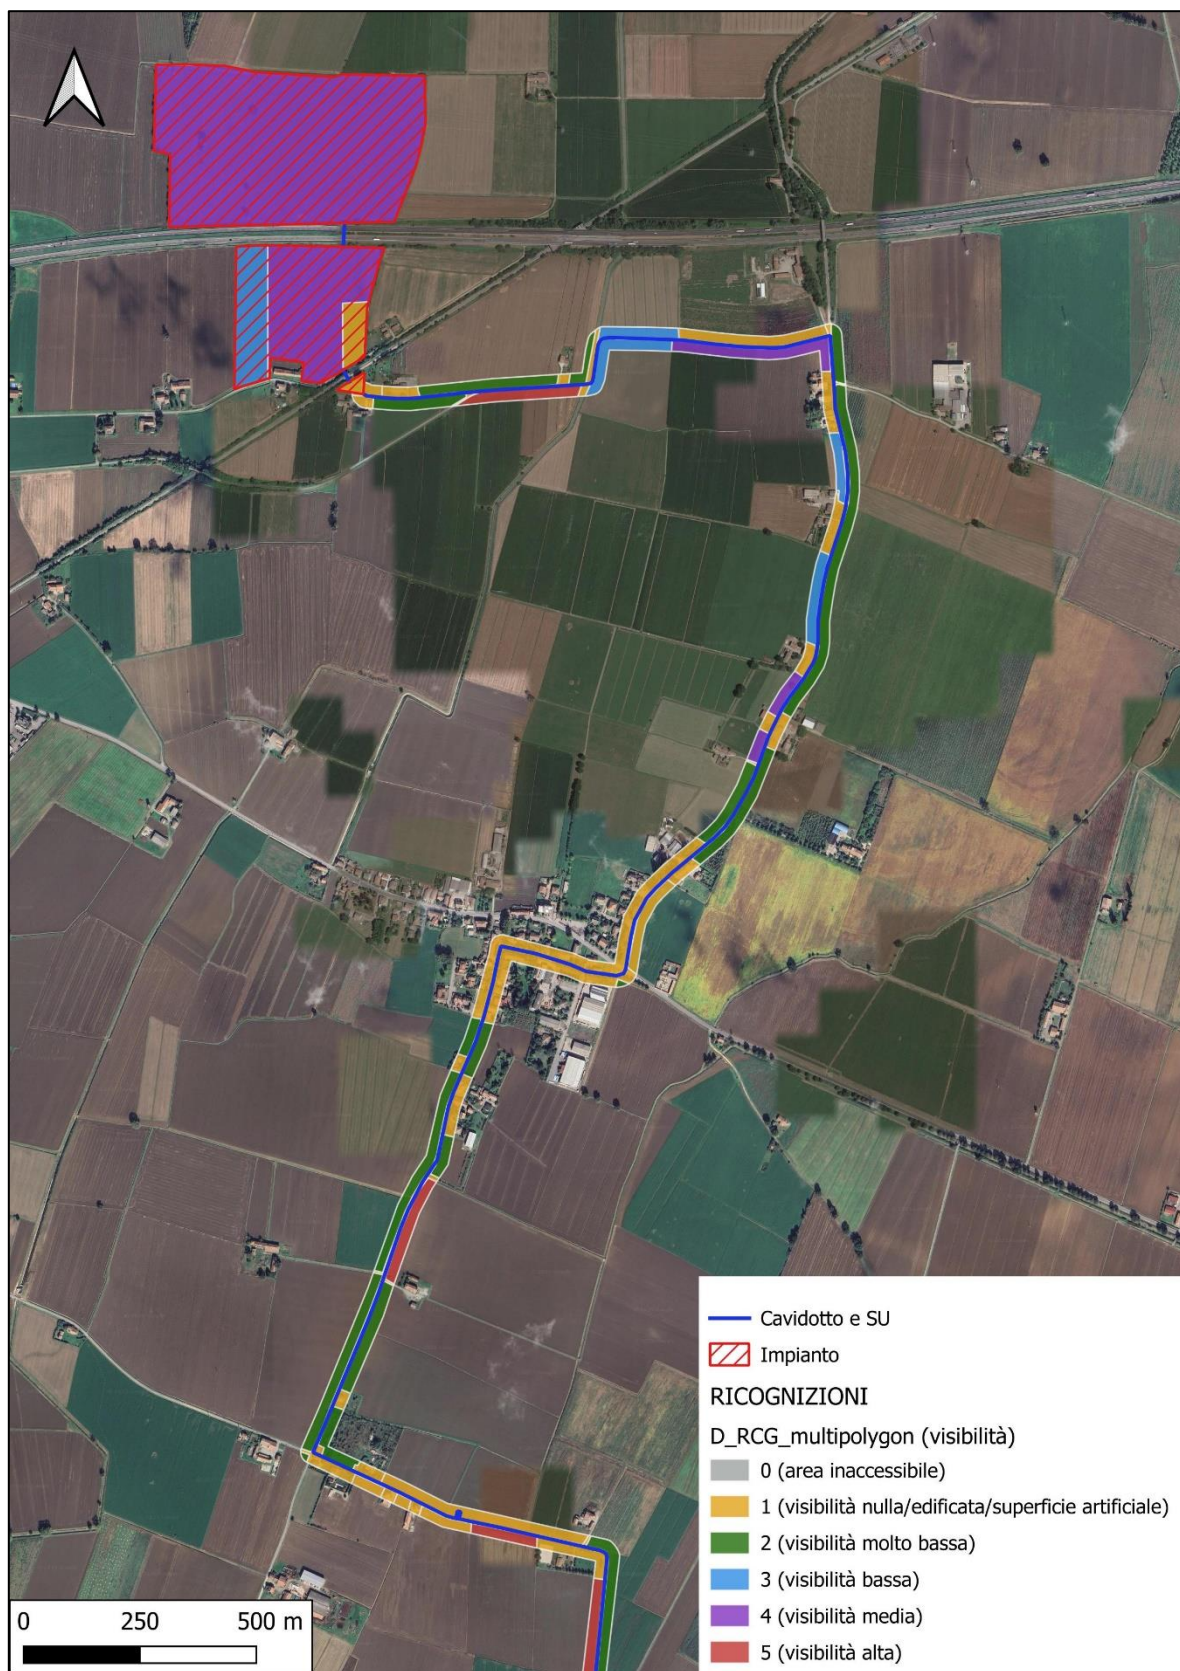 Cavidotto e SU
Impianto
RICOGNIZIONI
D_RCG_multipolygon (visibilità)
0 (area inaccessibile)
1 (visibilità nulla/edificata/superficie artificiale)
2 (visibilità molto bassa)
3 (visibilità bassa)
4 (visibilità media)
5 (visibilità alta)
0 250 500 m